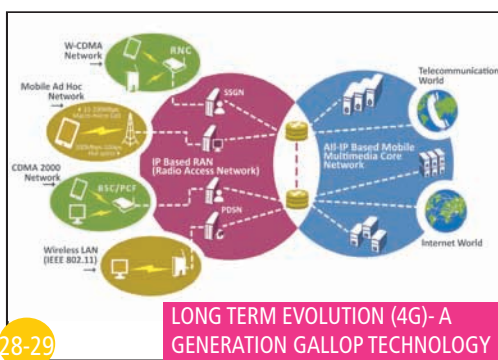 W-CDMA
Network
RNC
SSGN
Mobile Ad Hoc
Network
CDMA 2000
Network
BSC/PCF
PDSN
Wireless LAN
(IEEE 802.11)
IP Based RAN
(Radio Access Network)
All-IP Based Mobile
Multimedia Core
Network
Telecommunication
World
Internet World
28-29
LONG TERM EVOLUTION (4G)- A
GENERATION GALLOP TECHNOLOGY